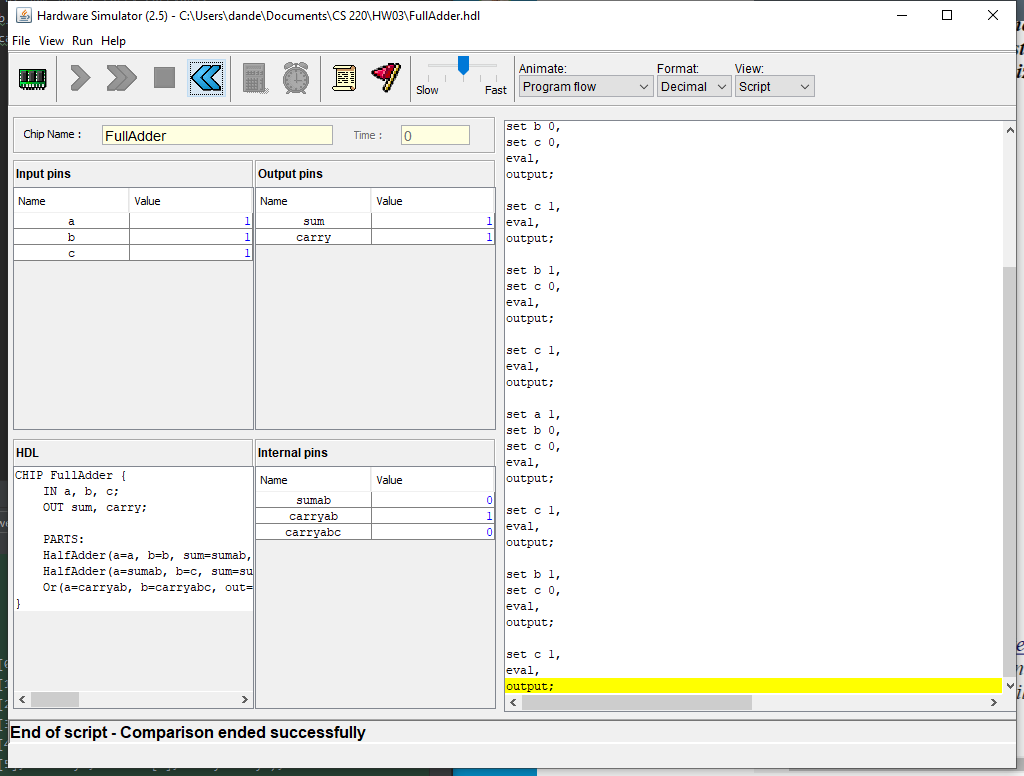 Hardware Simulator (2.5) - C:\Users\dande\Documents\CS 220\HW03\FullAdder.hdl
File View Run Help
Slow Fast
Animate: Format: View:
Program flow Decimal Script
Chip Name : FullAdder Time : 0
Input pins
Name Value
a 1
b 1
c 1
Output pins
Name Value
sum 1
carry 1
HDL
CHIP FullAdder {
IN a, b, c;
OUT sum, carry;
PARTS:
HalfAdder(a=a, b=b, sum=sumab,
HalfAdder(a=sumab, b=c, sum=su
Or(a=carryab, b=carryabc, out=
}
Internal pins
Name Value
sumab 0
carryab 1
carryabc 0
set b 0,
set c 0,
eval,
output;
set c 1,
eval,
output;
set b 1,
set c 0,
eval,
output;
set c 1,
eval,
output;
set a 1,
set b 0,
set c 0,
eval,
output;
set c 1,
eval,
output;
set b 1,
set c 0,
eval,
output;
set c 1,
eval,
output;
End of script - Comparison ended successfully